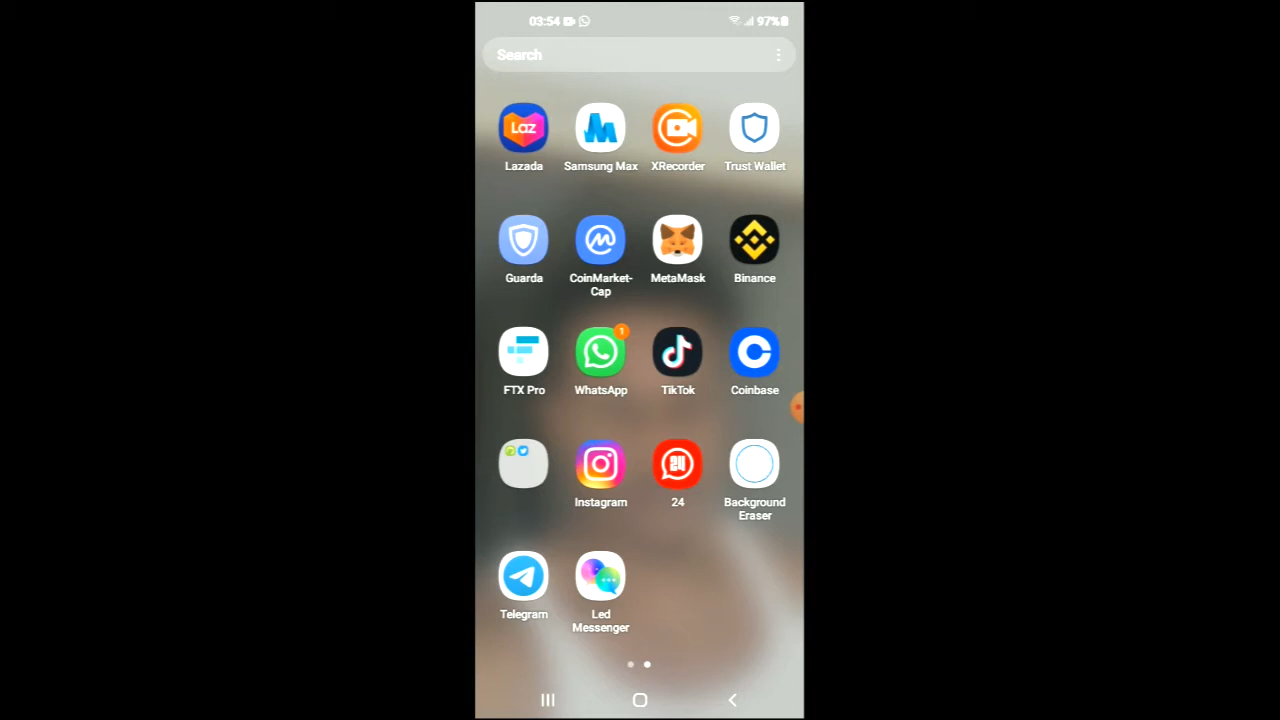 03:54 97%
Search
Laz
Lazada Samsung Max XRecorder Trust Wallet
Guarda CoinMarket- MetaMask Binance
Cap
1
FTX Pro WhatsApp TikTok Coinbase
24
Instagram 24 Background
Eraser
Telegram Led
Messenger